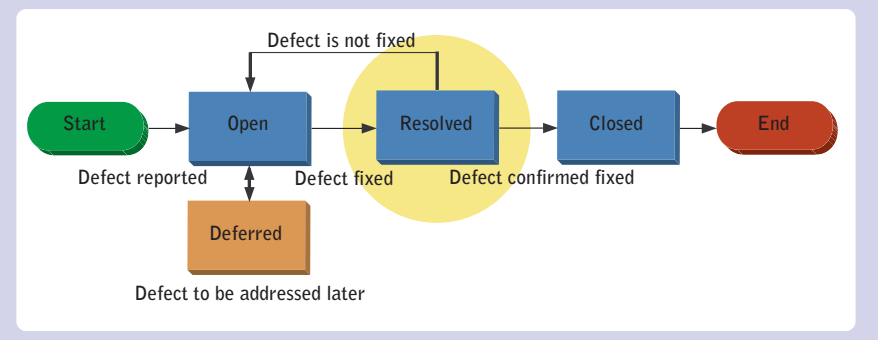 Defect is not fixed
Start
Open
Resolved
Closed
End
Defect reported
Defect fixed
Defect confirmed fixed
Deferred
Defect to be addressed later